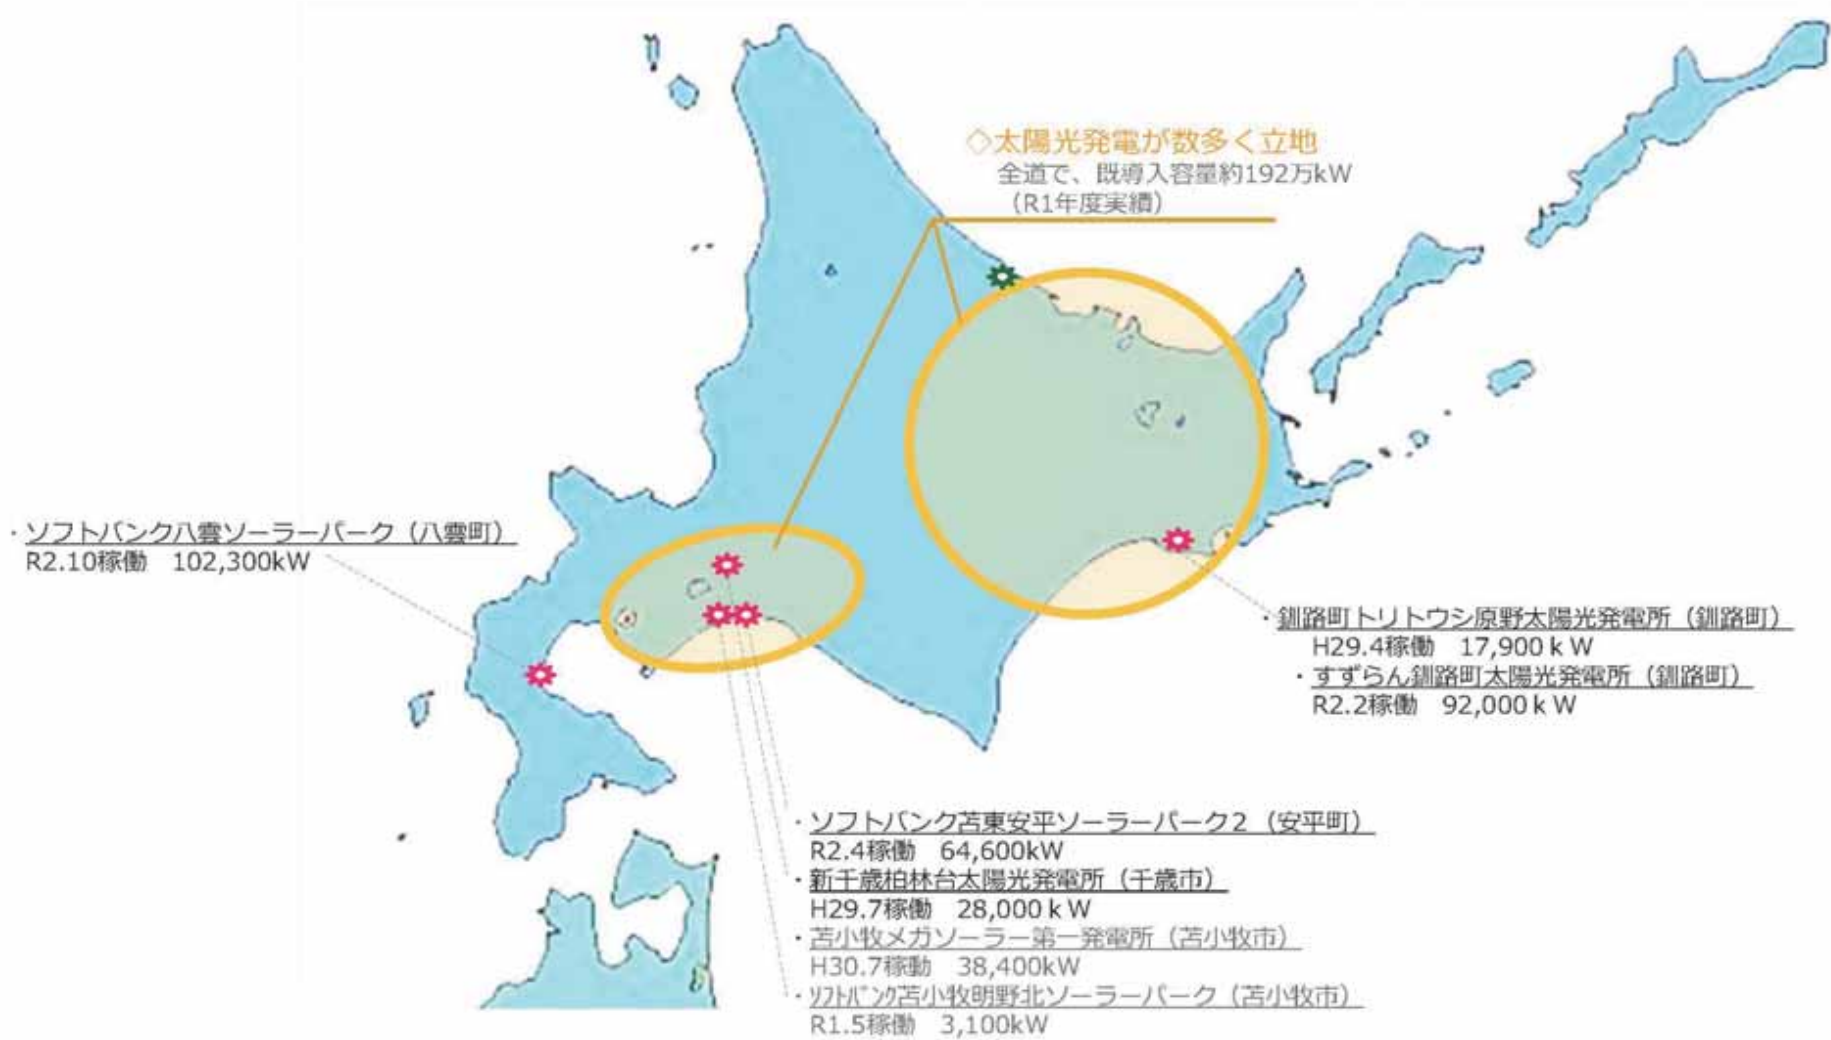 ◇太陽光発電が数多く立地
全道で、既導入容量約192万kW
（R1年度実績）
・ソフトバンク八雲ソーラーパーク（八雲町）
R2.10稼働　102,300kW
・釧路町トリトウシ原野太陽光発電所（釧路町）
H29.4稼働　17,900ｋW
・すずらん釧路町太陽光発電所（釧路町）
R2.2稼働　92,000ｋW
・ソフトバンク苫東安平ソーラーパーク２（安平町）
R2.4稼働　64,600kW
・新千歳柏林台太陽光発電所（千歳市）
H29.7稼働　28,000ｋW
・苫小牧メガソーラー第一発電所（苫小牧市）
H30.7稼働　38,400kW
・ｿﾌﾄﾊﾞﾝｸ苫小牧明野北ソーラーパーク（苫小牧市）
R1.5稼働　3,100kW